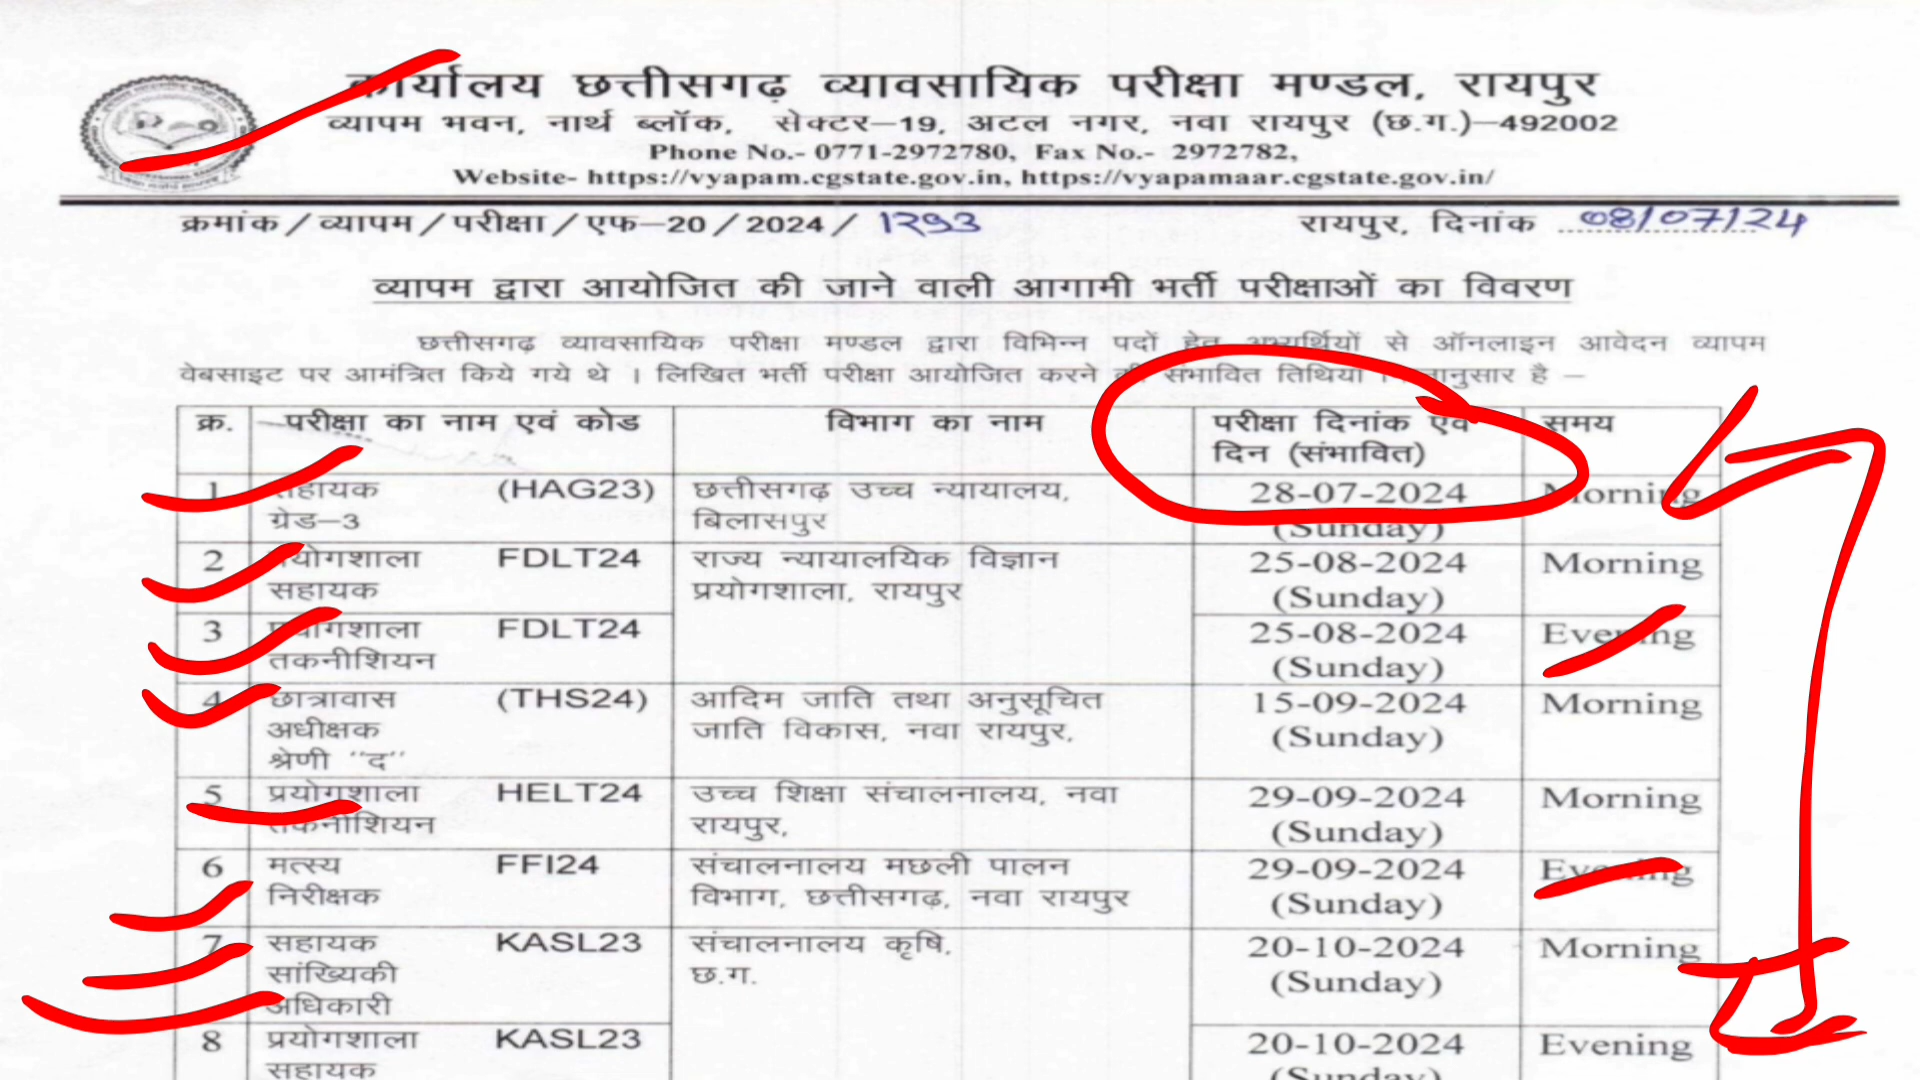 कार्यालय छत्तीसगढ़ व्यावसायिक परीक्षा मण्डल, रायपुर
व्यापम भवन, नार्थ ब्लॉक, सेक्टर–19, अटल नगर, नवा रायपुर (छ.ग.)–492002
Phone No.- 0771-2972780, Fax No.- 2972782,
Website- https://vyapam.cgstate.gov.in, https://vyapamaar.cgstate.gov.in/
क्रमांक/व्यापम/परीक्षा/एफ–20/2024/ 1293 रायपुर, दिनांक 08/07/24
व्यापम द्वारा आयोजित की जाने वाली आगामी भर्ती परीक्षाओं का विवरण
छत्तीसगढ़ व्यावसायिक परीक्षा मण्डल द्वारा विभिन्न पदों हेतु अभ्यर्थियों से ऑनलाइन आवेदन व्यापम
वेबसाइट पर आमंत्रित किये गये थे । लिखित भर्ती परीक्षा आयोजित करने की संभावित तिथियां है –
क्र. परीक्षा का नाम एवं कोड विभाग का नाम परीक्षा दिनांक एवं समय
दिन (संभावित)
1 सहायक (HAG23) छत्तीसगढ़ उच्च न्यायालय, 28-07-2024 Morning
ग्रेड–3 बिलासपुर (Sunday)
2 प्रयोगशाला FDLT24 राज्य न्यायालयिक विज्ञान 25-08-2024 Morning
सहायक प्रयोगशाला, रायपुर (Sunday)
3 प्रयोगशाला FDLT24 25-08-2024 Evening
तकनीशियन (Sunday)
4 छात्रावास (THS24) आदिम जाति तथा अनुसूचित 15-09-2024 Morning
अधीक्षक जाति विकास, नवा रायपुर, (Sunday)
श्रेणी ''द''
5 प्रयोगशाला HELT24 उच्च शिक्षा संचालनालय, नवा 29-09-2024 Morning
तकनीशियन रायपुर, (Sunday)
6 मत्स्य FFI24 संचालनालय मछली पालन 29-09-2024 Evening
निरीक्षक विभाग, छत्तीसगढ़, नवा रायपुर (Sunday)
7 सहायक KASL23 संचालनालय कृषि, 20-10-2024 Morning
सांख्यिकी छ.ग. (Sunday)
अधिकारी
8 प्रयोगशाला KASL23 20-10-2024 Evening
सहायक (Sunday)